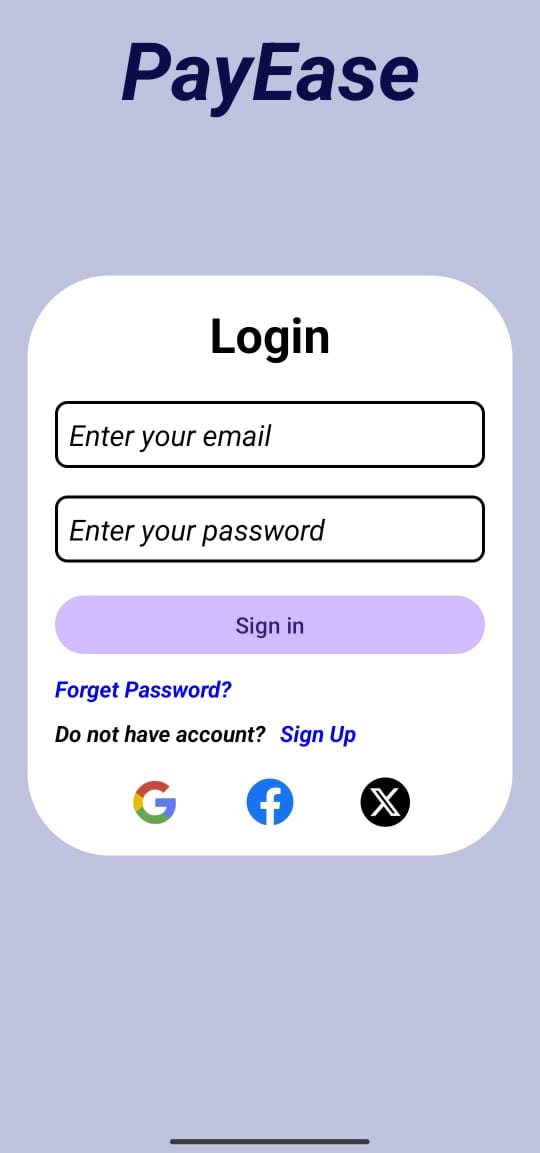 PayEase
Login
Enter your email
Enter your password
Sign in
Forget Password?
Do not have account? Sign Up